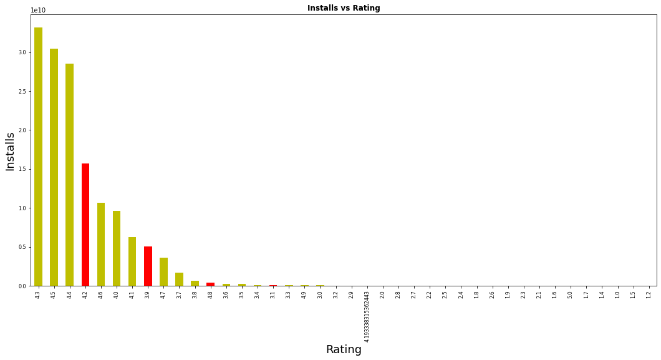 Installs vs Rating
1e10
3.0
2.5
2.0
1.5
1.0
0.5
0.0
Installs
4.3 4.5 4.4 4.2 4.6 4.0 4.1 3.9 4.7 3.7 3.8 4.8 3.6 3.5 3.4 3.1 3.3 4.9 3.0 3.2 2.9 4.193338315362443 2.0 2.8 2.7 2.2 2.5 2.4 1.8 2.6 1.9 2.3 2.1 1.6 5.0 1.7 1.4 1.0 1.5 1.2
Rating